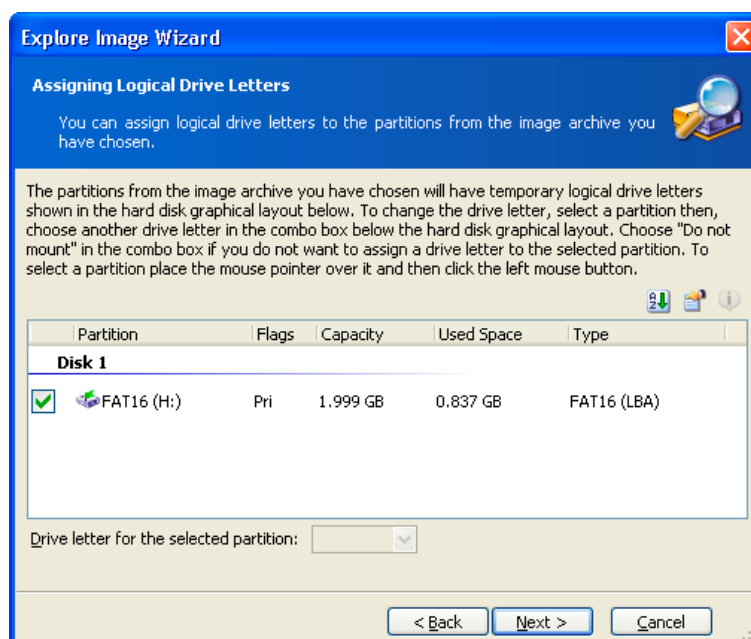 Explore Image Wizard
Assigning Logical Drive Letters
You can assign logical drive letters to the partitions from the image archive you
have chosen.
The partitions from the image archive you have chosen will have temporary logical drive letters
shown in the hard disk graphical layout below. To change the drive letter, select a partition then,
choose another drive letter in the combo box below the hard disk graphical layout. Choose "Do not
mount" in the combo box if you do not want to assign a drive letter to the selected partition. To
select a partition place the mouse pointer over it and then click the left mouse button.
Partition Flags Capacity Used Space Type
Disk 1
FAT16 (H:) Pri 1.999 GB 0.837 GB FAT16 (LBA)
Drive letter for the selected partition:
< Back Next > Cancel